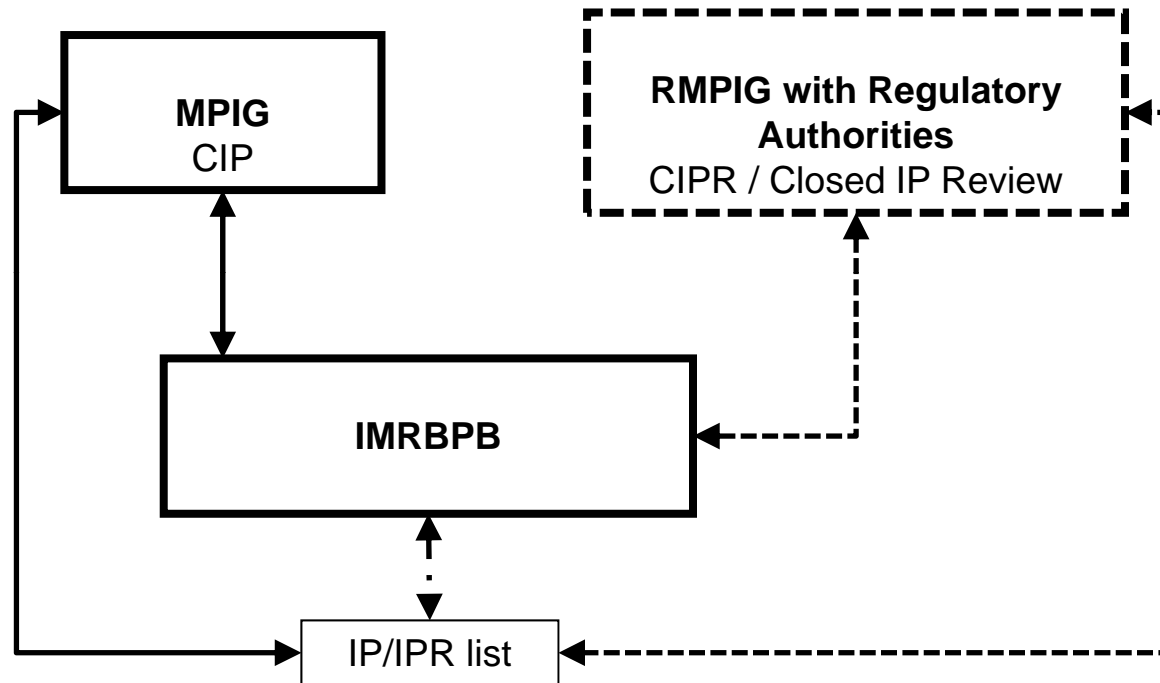 MPIG
CIP
RMPIG with Regulatory
Authorities
CIPR / Closed IP Review
IMRBPB
IP/IPR list